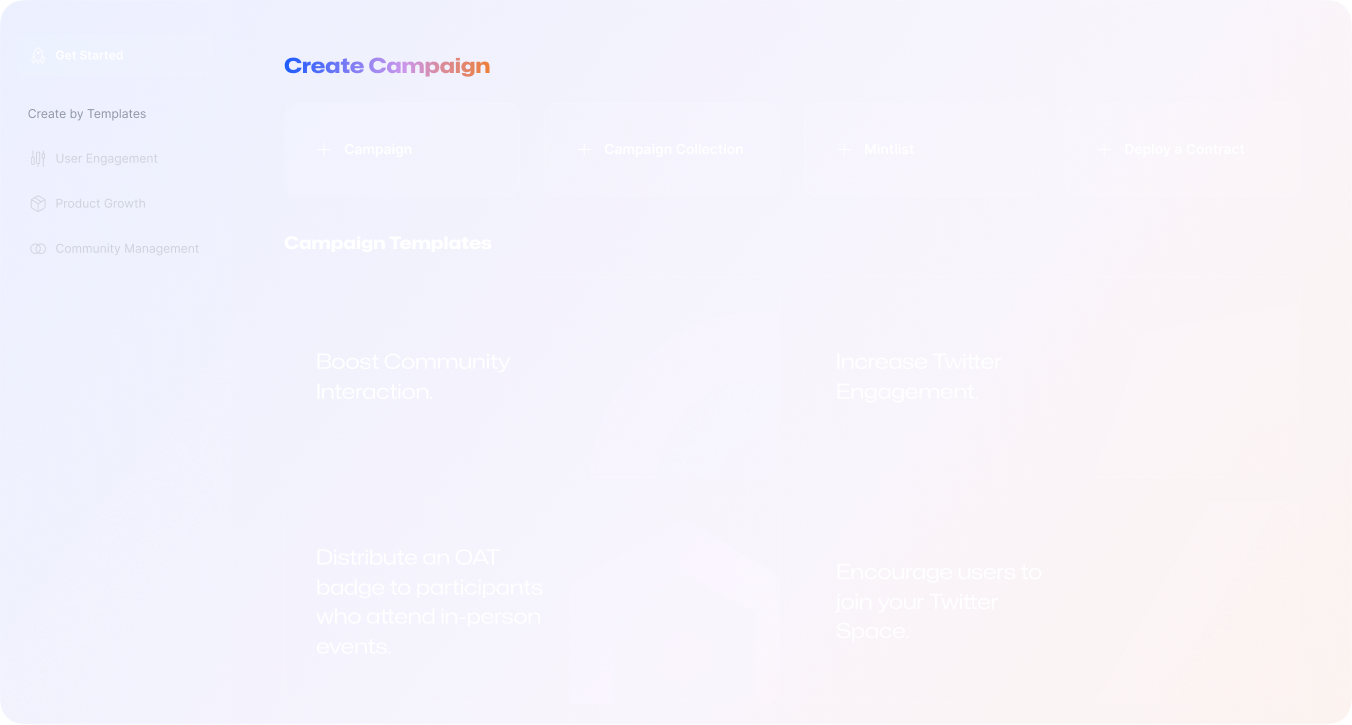 Get Started
Create by Templates
User Engagement
Product Growth
Community Management
Create Campaign
Campaign
Campaign Collection
Mintlist
Deploy a Contract
Campaign Templates
Boost Community
Interaction.
Increase Twitter
Engagement.
Distribute an OAT
badge to participants
who attend in-person
events.
Encourage users to
join your Twitter
Space.